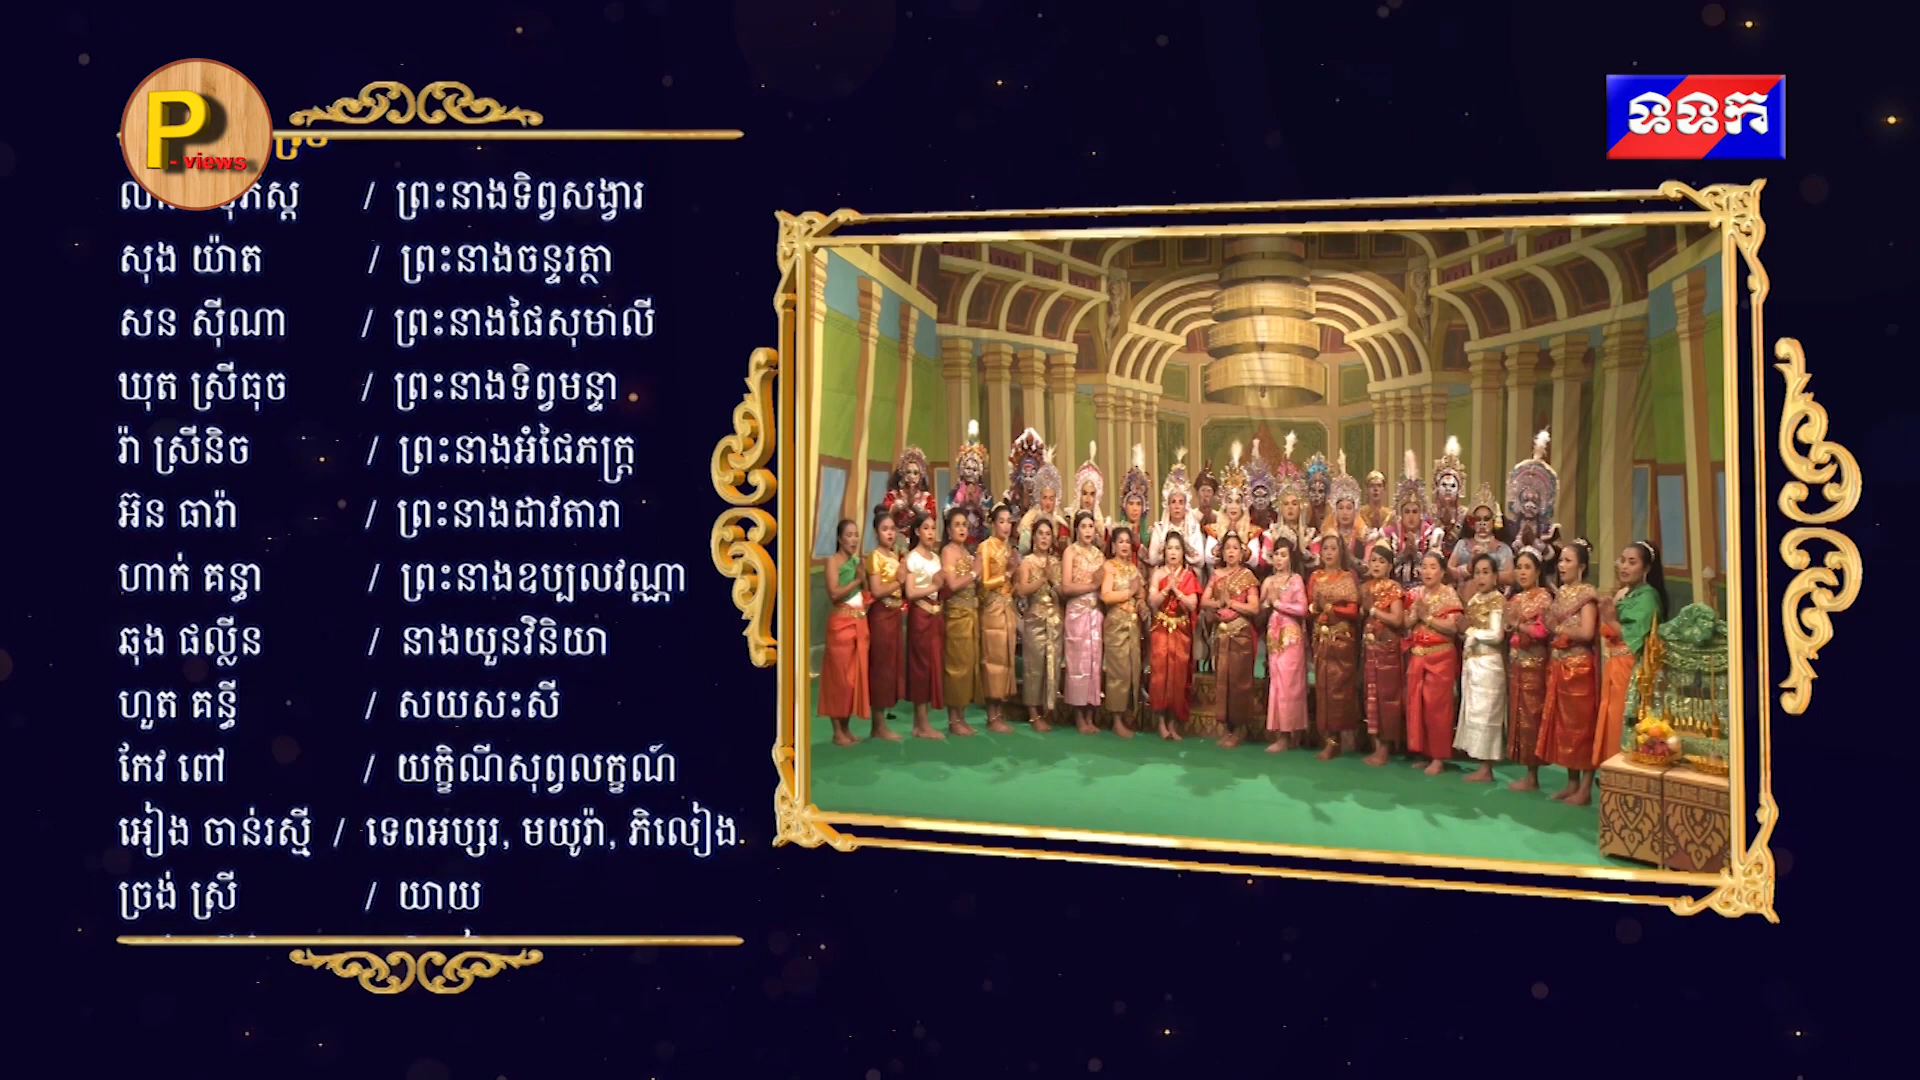 P
- views
ទទក
/ ព្រះនាងទិព្វសង្វារ
សុង យ៉ាត / ព្រះនាងចន្ទរត្ថា
សន ស៊ីណា / ព្រះនាងផៃសុមាលី
ឃុត ស្រីធុច / ព្រះនាងទិព្វមន្ទា
រ៉ា ស្រីនិច / ព្រះនាងអំផៃភក្ត្រ
អ៊ន ធារ៉ា / ព្រះនាងដាវតារា
ហាក់ គន្ធា / ព្រះនាងឧប្បលវណ្ណា
ឆុង ផល្លីន / នាងយួនវិនិយា
ហួត គន្ធី / សយសះសី
កែវ ពៅ / យក្ខិណីសុព្វលក្ខណ៍
អៀង ចាន់រស្មី / ទេពអប្សរ, មយូរ៉ា, ភិលៀង
ច្រង់ ស្រី / យាយ